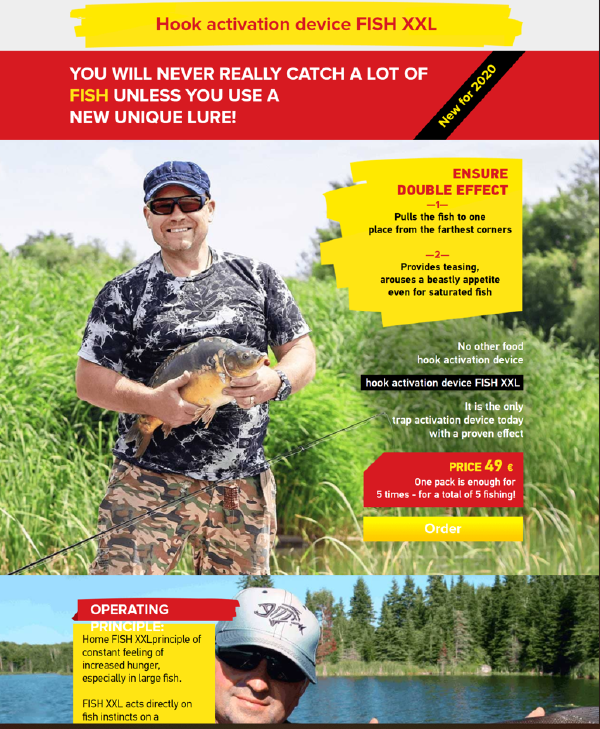 Hook activation device FISH XXL
YOU WILL NEVER REALLY CATCH A LOT OF
FISH UNLESS YOU USE A
NEW UNIQUE LURE!
New for 2020
ENSURE
DOUBLE EFFECT
—1—
Pulls the fish to one
place from the farthest corners
—2—
Provides teasing,
arouses a beastly appetite
even for saturated fish
No other food
hook activation device
hook activation device FISH XXL
It is the only
trap activation device today
with a proven effect
PRICE 49 €
One pack is enough for
5 times - for a total of 5 fishing!
Order
OPERATING
PRINCIPLE:
Home FISH XXLprinciple of
constant feeling of
increased hunger,
especially in large fish.
FISH XXL acts directly on
fish instincts on a